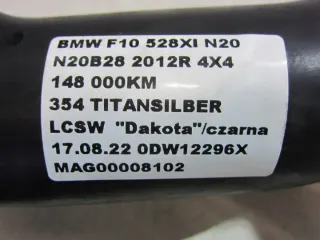 BMW F10 528XI N20
N20B28 2012R 4X4
148 000KM
354 TITANSILBER
LCSW "Dakota"/czarna
17.08.22 0DW12296X
MAG00008102